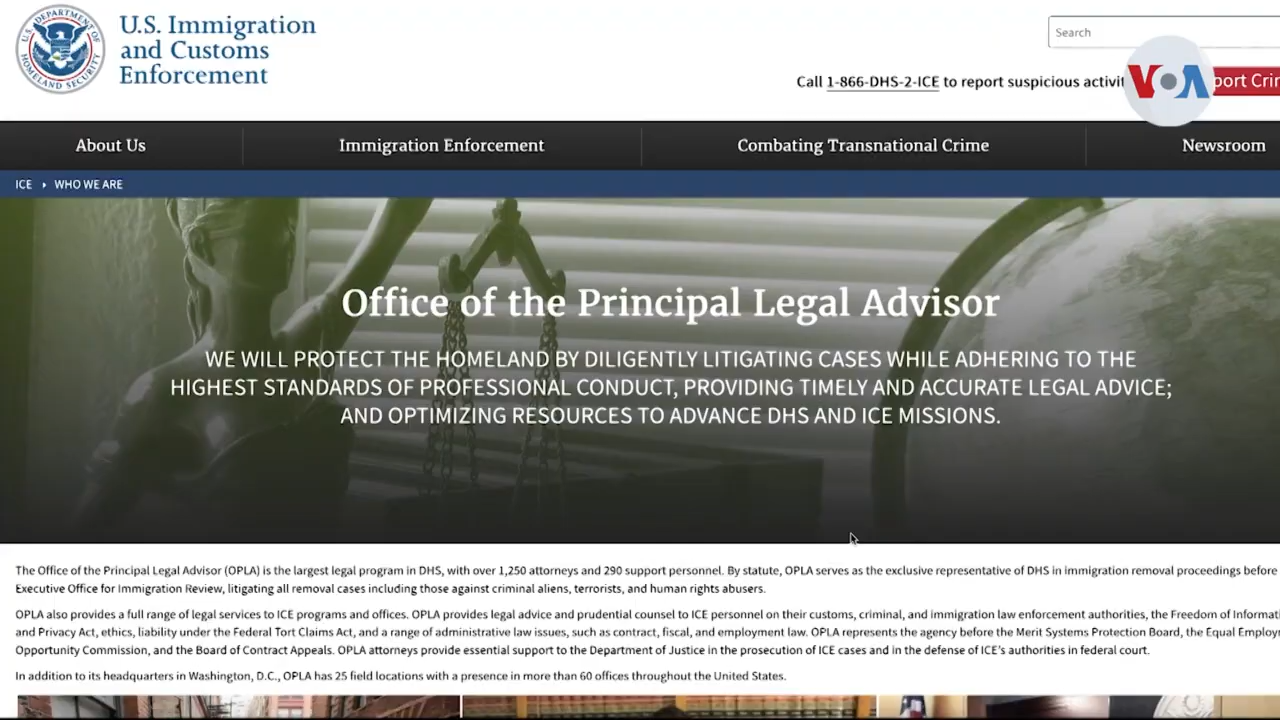 U.S. DEPARTMENT OF HOMELAND SECURITY
U.S. Immigration
and Customs
Enforcement
Search
Call 1-866-DHS-2-ICE to report suspicious activit
port Crim
VOA
About Us
Immigration Enforcement
Combating Transnational Crime
Newsroom
ICE
WHO WE ARE
Office of the Principal Legal Advisor
WE WILL PROTECT THE HOMELAND BY DILIGENTLY LITIGATING CASES WHILE ADHERING TO THE
HIGHEST STANDARDS OF PROFESSIONAL CONDUCT, PROVIDING TIMELY AND ACCURATE LEGAL ADVICE;
AND OPTIMIZING RESOURCES TO ADVANCE DHS AND ICE MISSIONS.
The Office of the Principal Legal Advisor (OPLA) is the largest legal program in DHS, with over 1,250 attorneys and 290 support personnel. By statute, OPLA serves as the exclusive representative of DHS in immigration removal proceedings before
Executive Office for Immigration Review, litigating all removal cases including those against criminal aliens, terrorists, and human rights abusers.
OPLA also provides a full range of legal services to ICE programs and offices. OPLA provides legal advice and prudential counsel to ICE personnel on their customs, criminal, and immigration law enforcement authorities, the Freedom of Informati
and Privacy Act, ethics, liability under the Federal Tort Claims Act, and a range of administrative law issues, such as contract, fiscal, and employment law. OPLA represents the agency before the Merit Systems Protection Board, the Equal Employ
Opportunity Commission, and the Board of Contract Appeals. OPLA attorneys provide essential support to the Department of Justice in the prosecution of ICE cases and in the defense of ICE's authorities in federal court.
In addition to its headquarters in Washington, D.C., OPLA has 25 field locations with a presence in more than 60 offices throughout the United States.